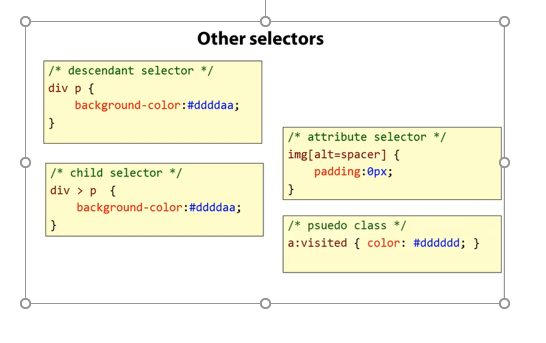 Other selectors
/* descendant selector */
div p {
background-color:#ddddaa;
}
/* child selector */
div > p {
background-color:#ddddaa;
}
/* attribute selector */
img[alt=spacer] {
padding:0px;
}
/* psuedo class */
a:visited { color: #dddddd; }